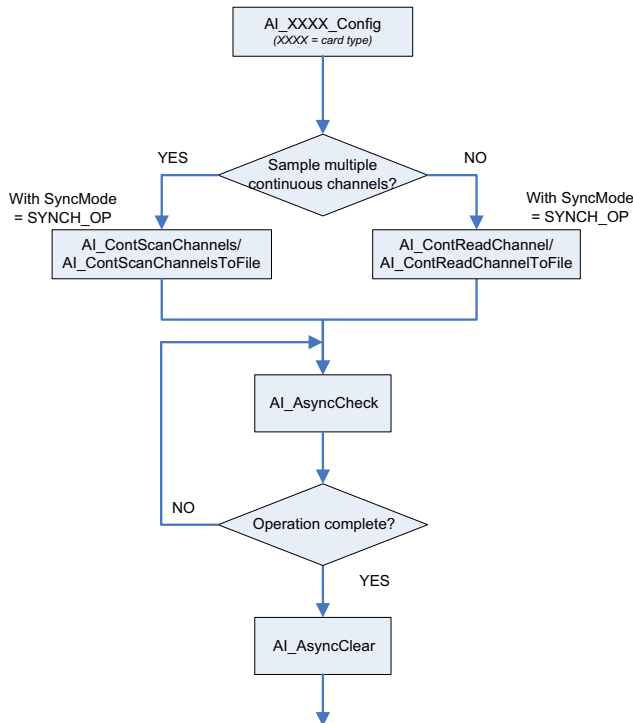 AI_XXXX_Config
(XXXX = card type)
Sample multiple
continuous channels?
YES
NO
With SyncMode
= SYNCH_OP
With SyncMode
= SYNCH_OP
AI_ContScanChannels/
AI_ContScanChannelsToFile
AI_ContReadChannel/
AI_ContReadChannelToFile
AI_AsyncCheck
Operation complete?
NO
YES
AI_AsyncClear